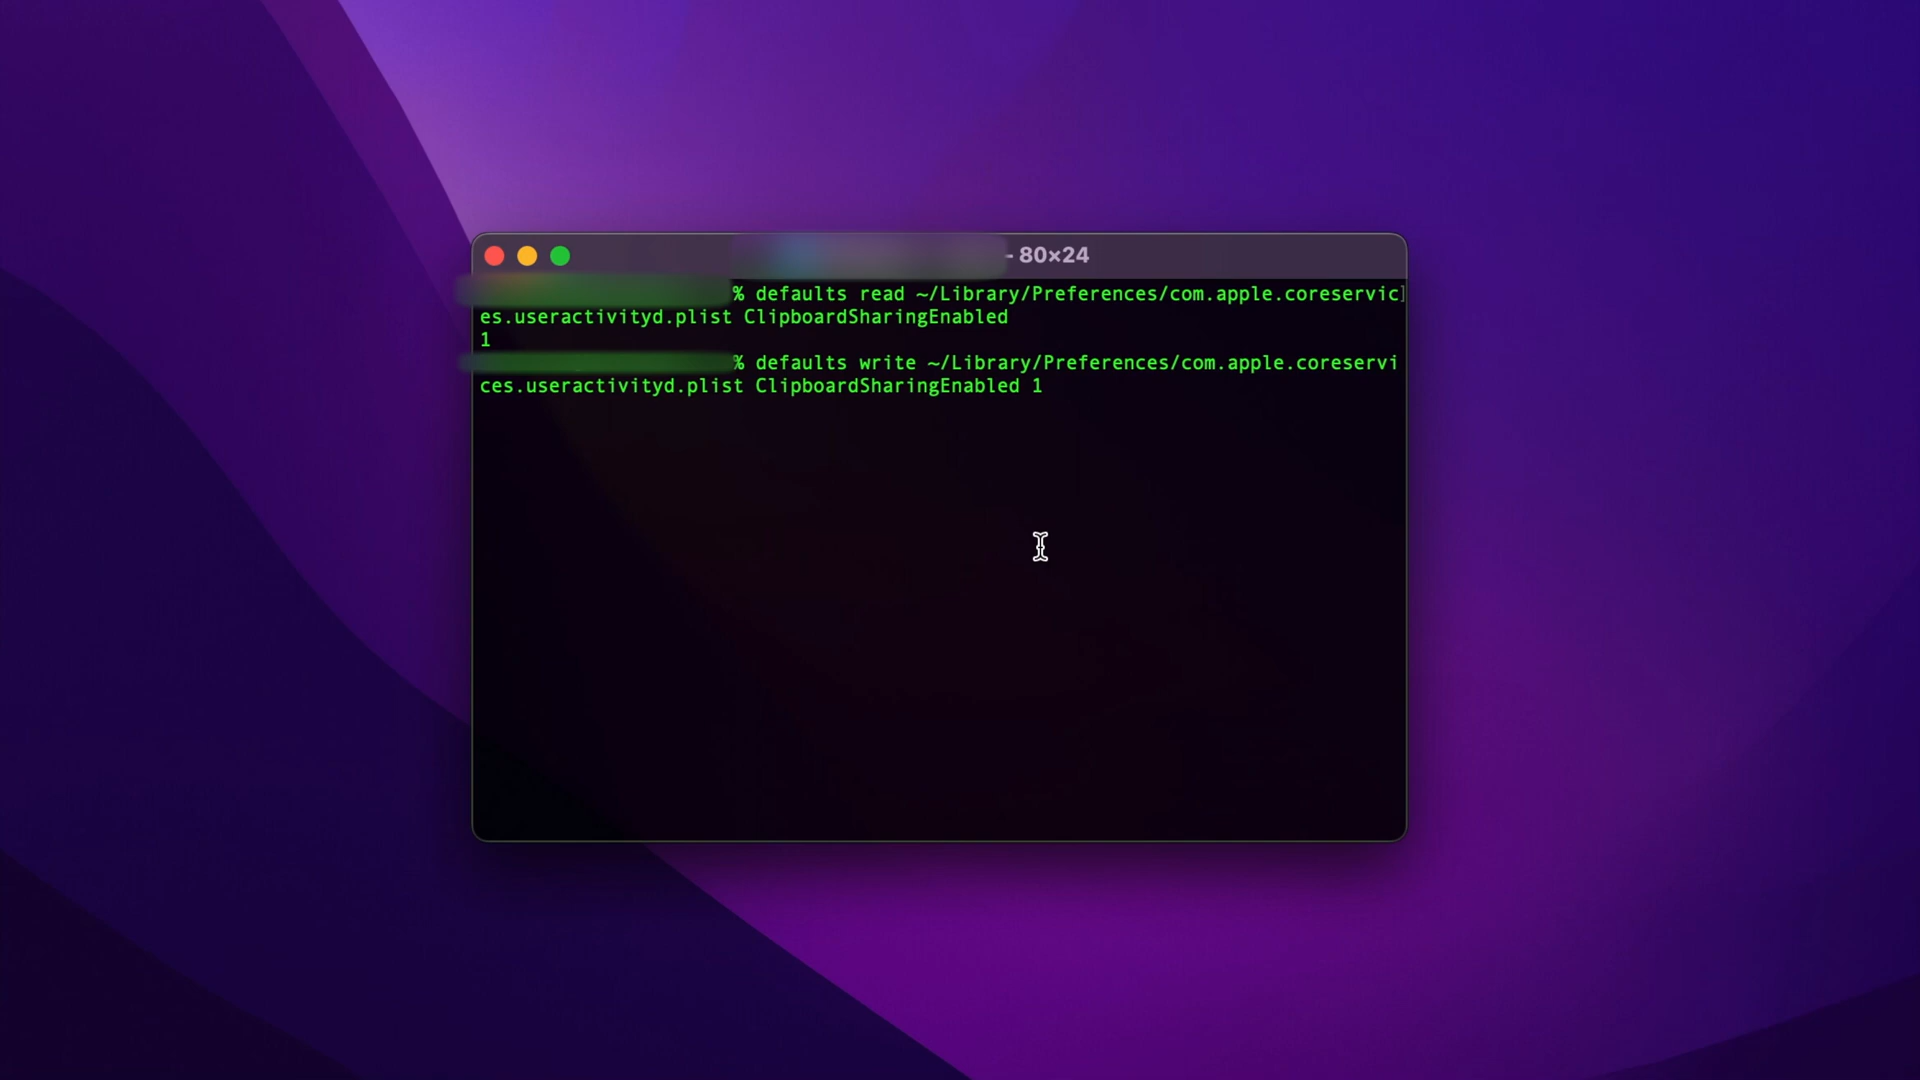 - 80×24
% defaults read ~/Library/Preferences/com.apple.coreservic]
es.useractivityd.plist ClipboardSharingEnabled
1
% defaults write ~/Library/Preferences/com.apple.coreservi
ces.useractivityd.plist ClipboardSharingEnabled 1